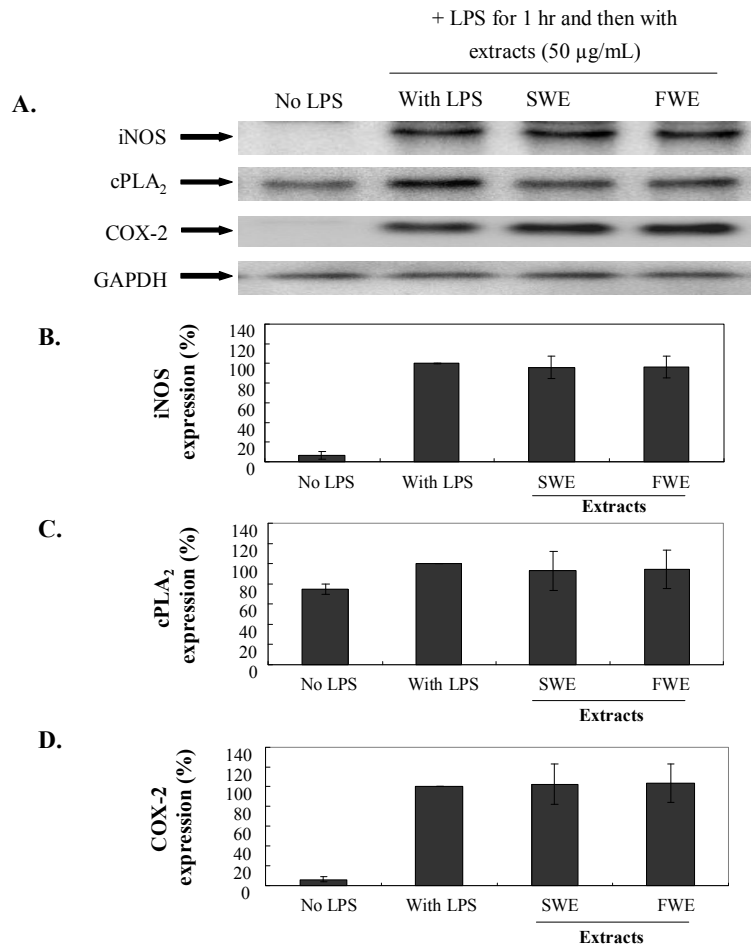 + LPS for 1 hr and then with
extracts (50 µg/mL)
A.
No LPS With LPS SWE FWE
iNOS
cPLA2
COX-2
GAPDH
B.
iNOS
expression (%)
140
120
100
80
60
40
20
0
No LPS With LPS SWE FWE
Extracts
C.
cPLA2
expression (%)
140
120
100
80
60
40
20
0
No LPS With LPS SWE FWE
Extracts
D.
COX-2
expression (%)
140
120
100
80
60
40
20
0
No LPS With LPS SWE FWE
Extracts